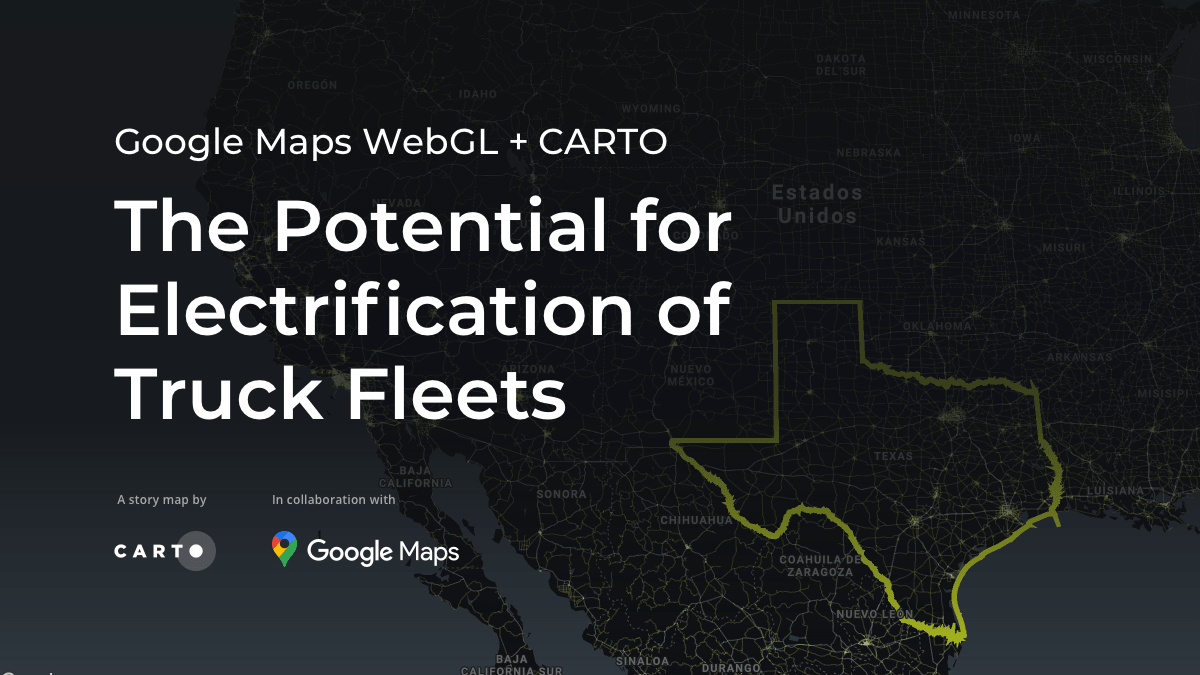 MINNESOTA
DAKOTA
DEL SUR
WISCONSIN
OREGÓN
IDAHO
WYOMING
Google Maps WebGL + CARTO
IOWA
NEBRASKA
Estados
Unidos
ILLINOIS
NEVADA
The Potential for
KANSAS
MISURI
Electrification of
OKLAHOMA
ARKANSAS
ARIZONA
NUEVO
MÉXICO
MISISIPI
Truck Fleets
TEXAS
BAJA
CALIFORNIA
SONORA
LUISIANA
A story map by
In collaboration with
CHIHUAHUA
CARTO
Google Maps
COAHUILA DE
ZARAGOZA
NUEVO LEÓN
BAJA
CALIFORNIA SUR
SINALOA
DURANGO